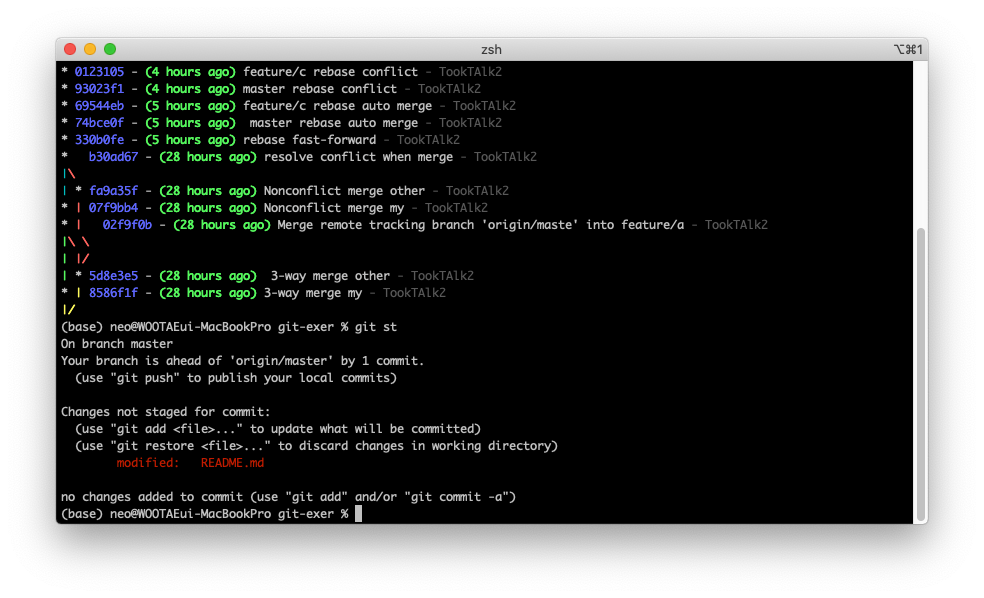 zsh
⌥⌘1
* 0123105 - (4 hours ago) feature/c rebase conflict - TookTAlk2
* 93023f1 - (4 hours ago) master rebase conflict - TookTAlk2
* 69544eb - (5 hours ago) feature/c rebase auto merge - TookTAlk2
* 74bce0f - (5 hours ago)  master rebase auto merge - TookTAlk2
* 330b0fe - (5 hours ago) rebase fast-forward - TookTAlk2
*   b30ad67 - (28 hours ago) resolve conflict when merge - TookTAlk2
|\
| * fa9a35f - (28 hours ago) Nonconflict merge other - TookTAlk2
* | 07f9bb4 - (28 hours ago) Nonconflict merge my - TookTAlk2
* |   02f9f0b - (28 hours ago) Merge remote tracking branch 'origin/maste' into feature/a - TookTAlk2
|\ \
| |/
| * 5d8e3e5 - (28 hours ago)  3-way merge other - TookTAlk2
* | 8586f1f - (28 hours ago) 3-way merge my - TookTAlk2
|/
(base) neo@WOOTAEui-MacBookPro git-exer % git st
On branch master
Your branch is ahead of 'origin/master' by 1 commit.
  (use "git push" to publish your local commits)

Changes not staged for commit:
  (use "git add <file>..." to update what will be committed)
  (use "git restore <file>..." to discard changes in working directory)
        modified:   README.md

no changes added to commit (use "git add" and/or "git commit -a")
(base) neo@WOOTAEui-MacBookPro git-exer %